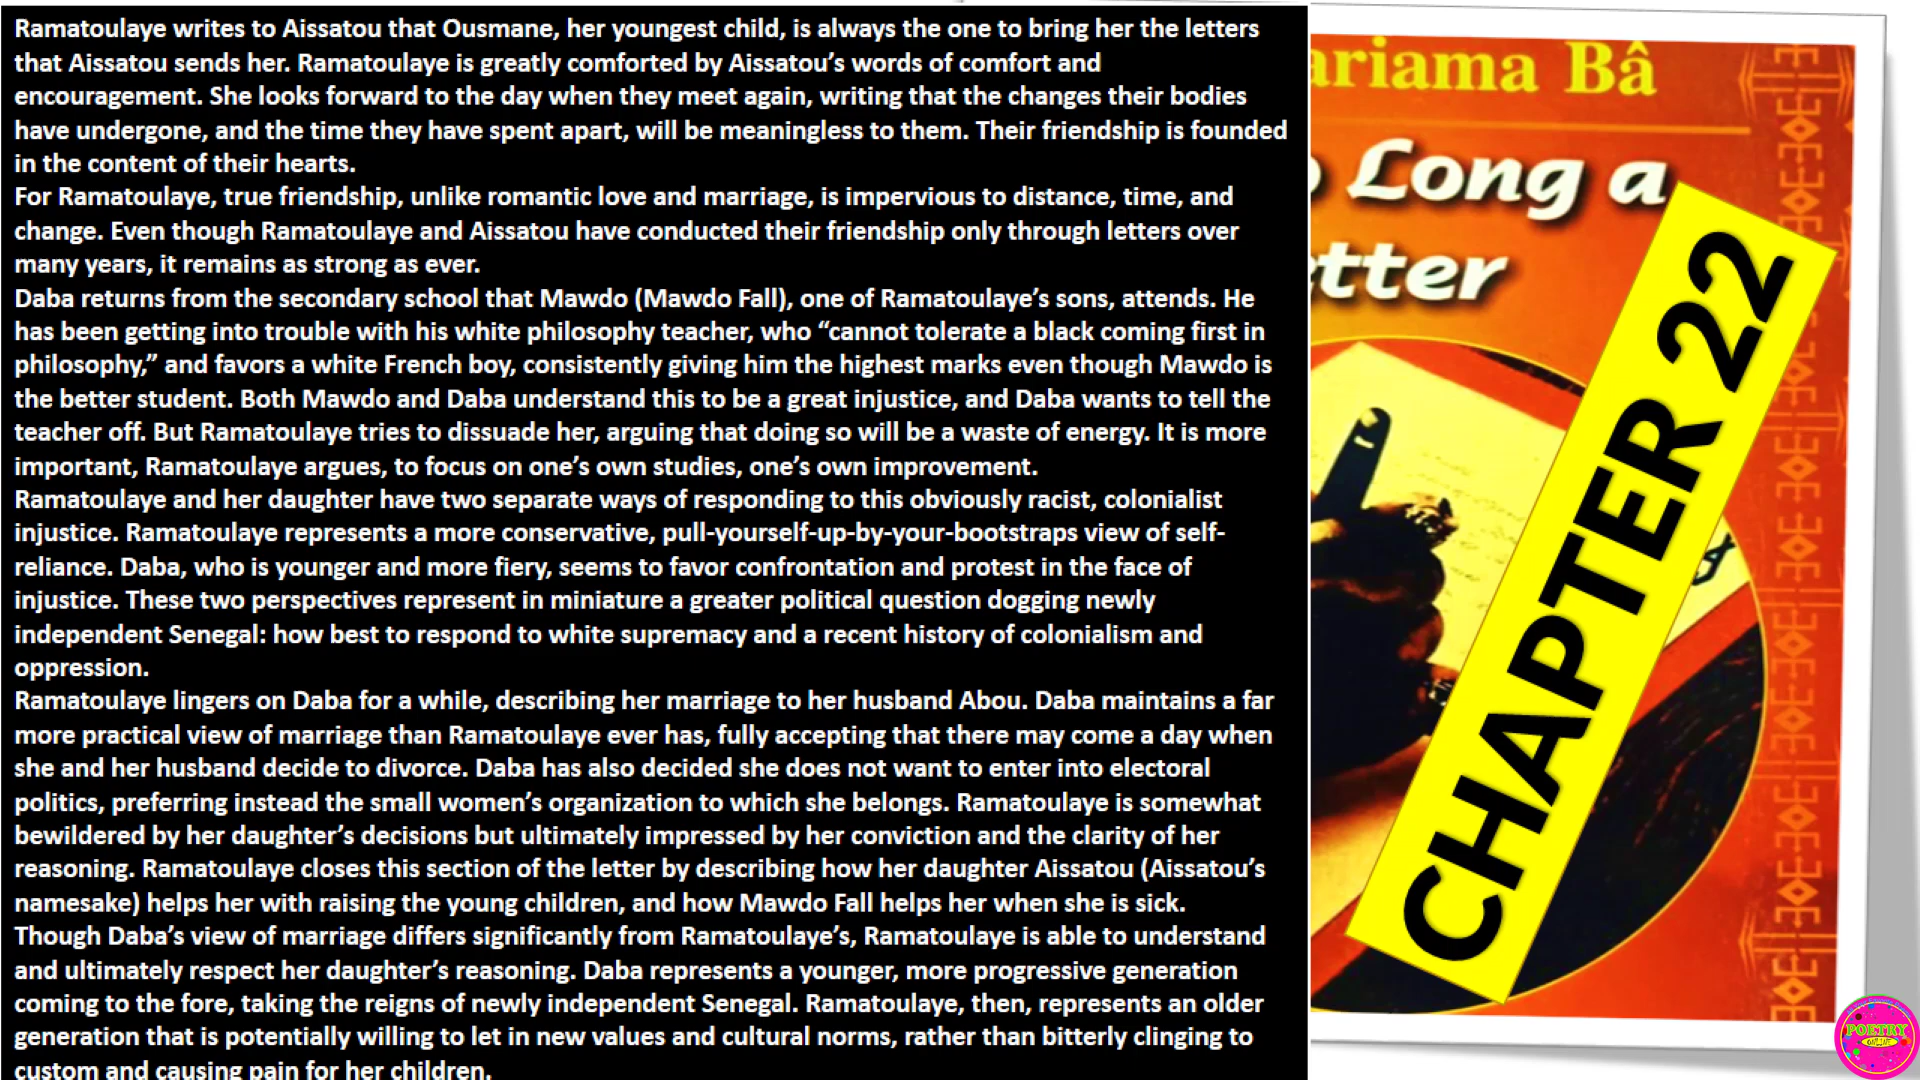 Ramatoulaye writes to Aissatou that Ousmane, her youngest child, is always the one to bring her the letters
that Aissatou sends her. Ramatoulaye is greatly comforted by Aissatou’s words of comfort and
encouragement. She looks forward to the day when they meet again, writing that the changes their bodies
have undergone, and the time they have spent apart, will be meaningless to them. Their friendship is founded
in the content of their hearts.
For Ramatoulaye, true friendship, unlike romantic love and marriage, is impervious to distance, time, and
change. Even though Ramatoulaye and Aissatou have conducted their friendship only through letters over
many years, it remains as strong as ever.
Daba returns from the secondary school that Mawdo (Mawdo Fall), one of Ramatoulaye’s sons, attends. He
has been getting into trouble with his white philosophy teacher, who “cannot tolerate a black coming first in
philosophy,” and favors a white French boy, consistently giving him the highest marks even though Mawdo is
the better student. Both Mawdo and Daba understand this to be a great injustice, and Daba wants to tell the
teacher off. But Ramatoulaye tries to dissuade her, arguing that doing so will be a waste of energy. It is more
important, Ramatoulaye argues, to focus on one’s own studies, one’s own improvement.
Ramatoulaye and her daughter have two separate ways of responding to this obviously racist, colonialist
injustice. Ramatoulaye represents a more conservative, pull-yourself-up-by-your-bootstraps view of self-
reliance. Daba, who is younger and more fiery, seems to favor confrontation and protest in the face of
injustice. These two perspectives represent in miniature a greater political question dogging newly
independent Senegal: how best to respond to white supremacy and a recent history of colonialism and
oppression.
Ramatoulaye lingers on Daba for a while, describing her marriage to her husband Abou. Daba maintains a far
more practical view of marriage than Ramatoulaye ever has, fully accepting that there may come a day when
she and her husband decide to divorce. Daba has also decided she does not want to enter into electoral
politics, preferring instead the small women’s organization to which she belongs. Ramatoulaye is somewhat
bewildered by her daughter’s decisions but ultimately impressed by her conviction and the clarity of her
reasoning. Ramatoulaye closes this section of the letter by describing how her daughter Aissatou (Aissatou’s
namesake) helps her with raising the young children, and how Mawdo Fall helps her when she is sick.
Though Daba’s view of marriage differs significantly from Ramatoulaye’s, Ramatoulaye is able to understand
and ultimately respect her daughter’s reasoning. Daba represents a younger, more progressive generation
coming to the fore, taking the reigns of newly independent Senegal. Ramatoulaye, then, represents an older
generation that is potentially willing to let in new values and cultural norms, rather than bitterly clinging to
custom and causing pain for her children.
ariama Bâ
o Long a
etter
CHAPTER 22
POETRY
ONLINE